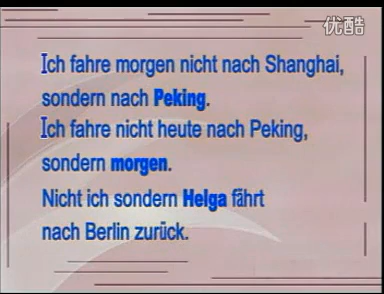 优酷
Ich fahre morgen nicht nach Shanghai,
sondern nach Peking.
Ich fahre nicht heute nach Peking,
sondern morgen.
Nicht ich sondern Helga fährt
nach Berlin zurück.